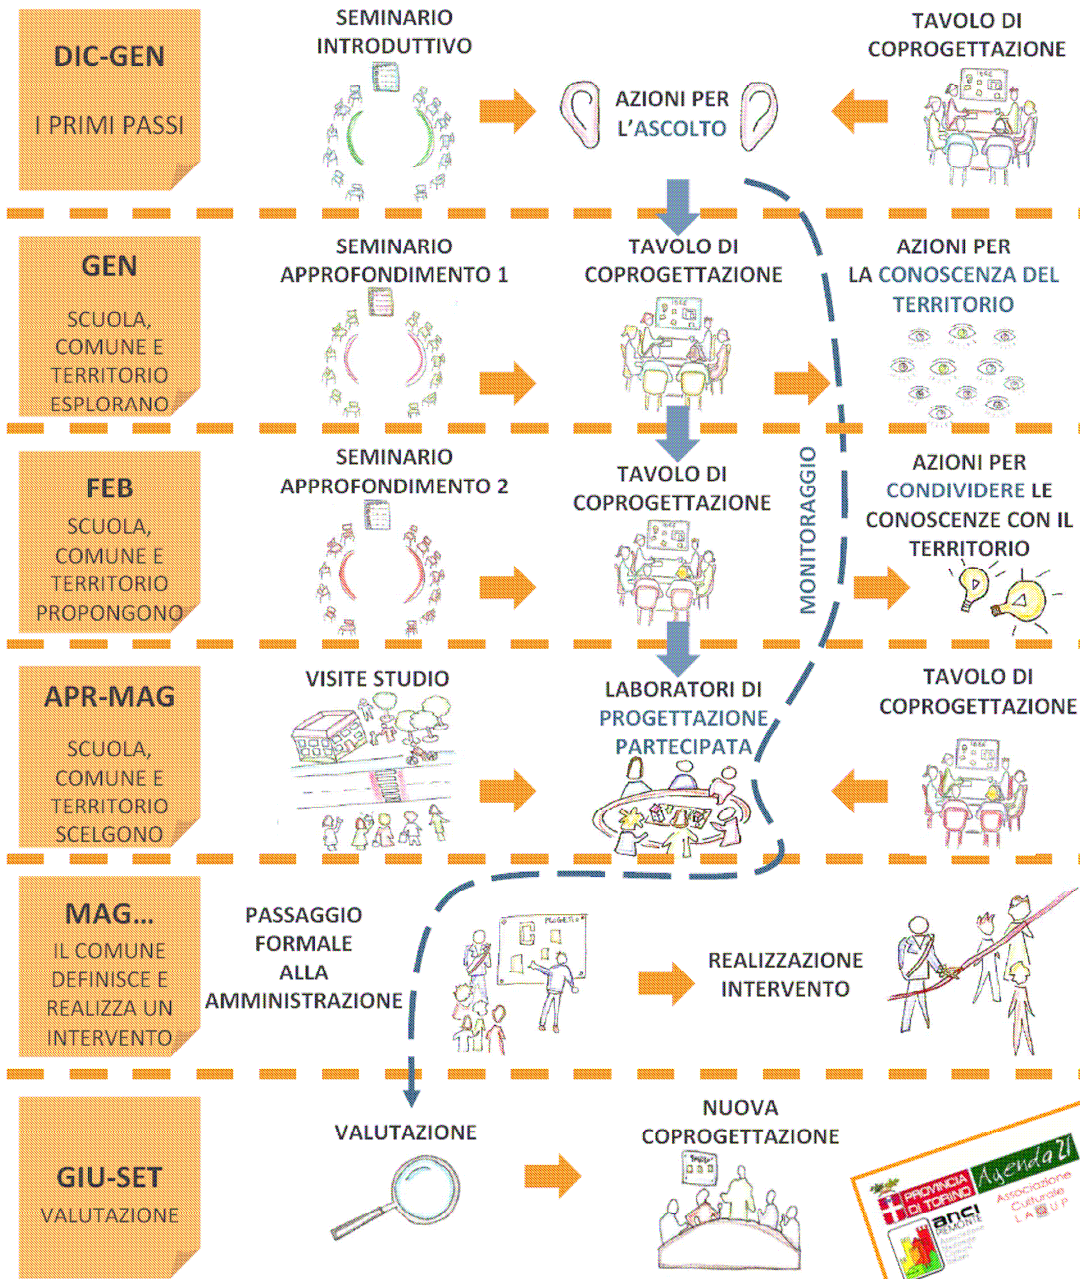 DIC-GEN
I PRIMI PASSI
SEMINARIO
INTRODUTTIVO
AZIONI PER
L'ASCOLTO
TAVOLO DI
COPROGETTAZIONE
GEN
SCUOLA,
COMUNE E
TERRITORIO
ESPLORANO
SEMINARIO
APPROFONDIMENTO 1
TAVOLO DI
COPROGETTAZIONE
AZIONI PER
LA CONOSCENZA DEL
TERRITORIO
FEB
SCUOLA,
COMUNE E
TERRITORIO
PROPONGONO
SEMINARIO
APPROFONDIMENTO 2
TAVOLO DI
COPROGETTAZIONE
MONITORAGGIO
AZIONI PER
CONDIVIDERE LE
CONOSCENZE CON IL
TERRITORIO
APR-MAG
SCUOLA,
COMUNE E
TERRITORIO
SCELGONO
VISITE STUDIO
LABORATORI DI
PROGETTAZIONE
PARTECIPATA
TAVOLO DI
COPROGETTAZIONE
MAG...
IL COMUNE
DEFINISCE E
REALIZZA UN
INTERVENTO
PASSAGGIO
FORMALE
ALLA
AMMINISTRAZIONE
REALIZZAZIONE
INTERVENTO
GIU-SET
VALUTAZIONE
VALUTAZIONE
NUOVA
COPROGETTAZIONE
PROVINCIA
DI TORINO
Agenda 21
anci
PIEMONTE
Associazione
Culturale